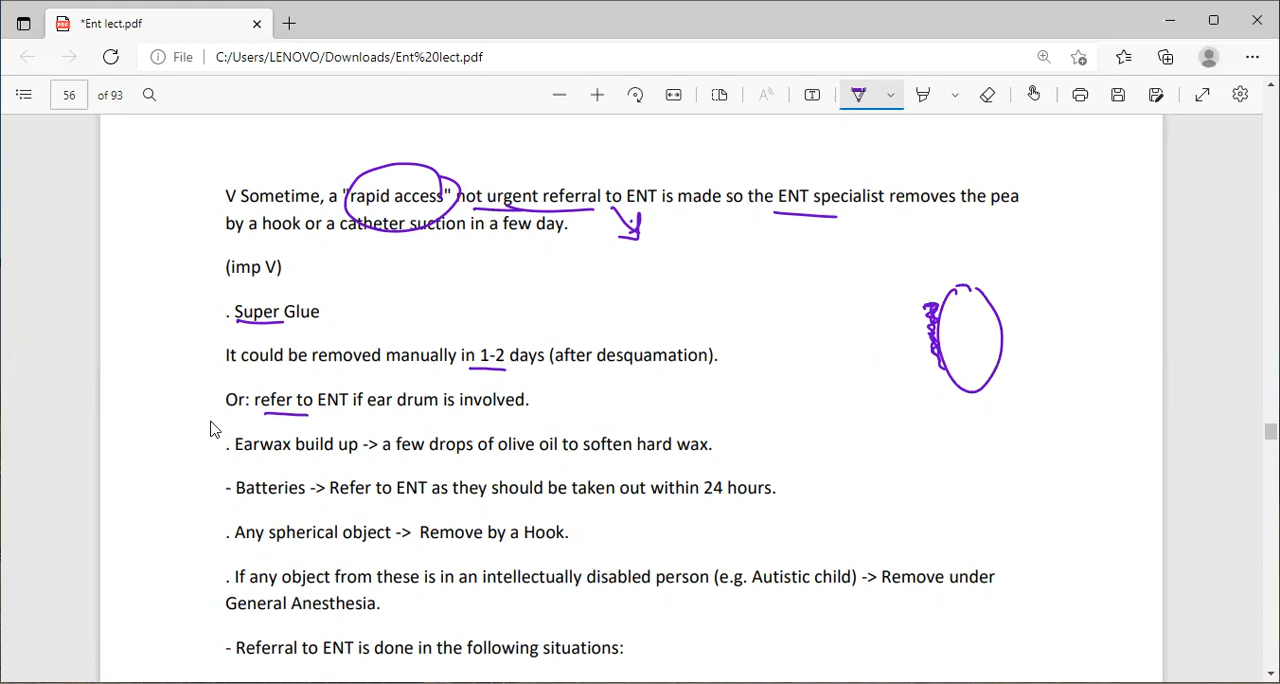 *Ent lect.pdf
File
C:/Users/LENOVO/Downloads/Ent%20lect.pdf
56 of 93
V Sometime, a "rapid access" not urgent referral to ENT is made so the ENT specialist removes the pea
by a hook or a catheter suction in a few day.
(imp V)
. Super Glue
It could be removed manually in 1-2 days (after desquamation).
Or: refer to ENT if ear drum is involved.
. Earwax build up -> a few drops of olive oil to soften hard wax.
- Batteries -> Refer to ENT as they should be taken out within 24 hours.
. Any spherical object -> Remove by a Hook.
. If any object from these is in an intellectually disabled person (e.g. Autistic child) -> Remove under
General Anesthesia.
- Referral to ENT is done in the following situations: